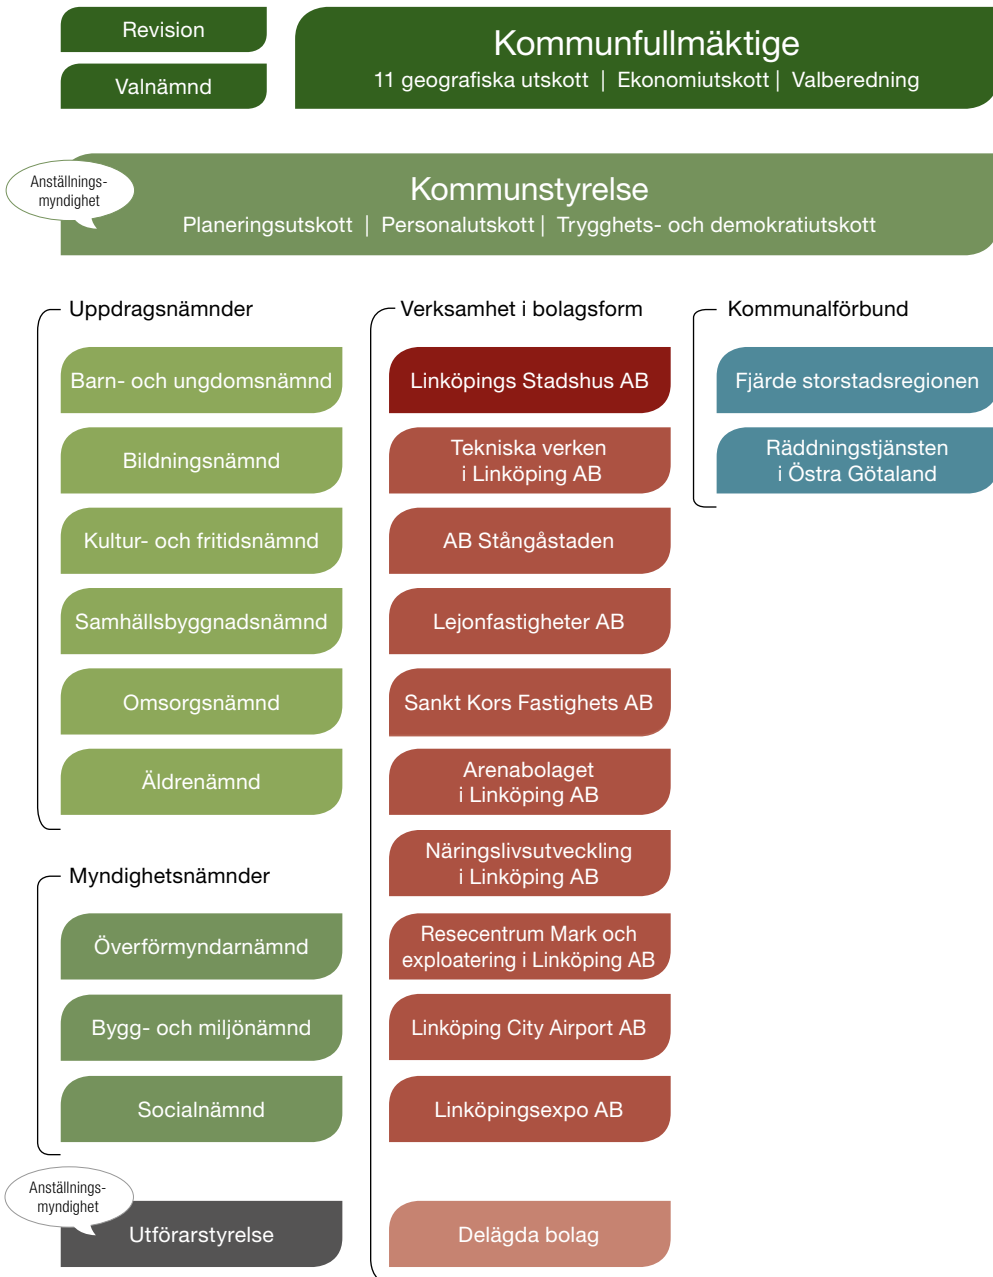 Revision
Valnämnd
Kommunfullmäktige
11 geografiska utskott | Ekonomiutskott | Valberedning
Anställnings-
myndighet
Kommunstyrelse
Planeringsutskott | Personalutskott | Trygghets- och demokratiutskott
Uppdragsnämnder
Barn- och ungdomsnämnd
Bildningsnämnd
Kultur- och fritidsnämnd
Samhällsbyggnadsnämnd
Omsorgsnämnd
Äldrenämnd
Myndighetsnämnder
Överförmyndarnämnd
Bygg- och miljönämnd
Socialnämnd
Anställnings-
myndighet
Utförarstyrelse
Verksamhet i bolagsform
Linköpings Stadshus AB
Tekniska verken
i Linköping AB
AB Stångåstaden
Lejonfastigheter AB
Sankt Kors Fastighets AB
Arenabolaget
i Linköping AB
Näringslivsutveckling
i Linköping AB
Resecentrum Mark och
exploatering i Linköping AB
Linköping City Airport AB
Linköpingsexpo AB
Delägda bolag
Kommunalförbund
Fjärde storstadsregionen
Räddningstjänsten
i Östra Götaland